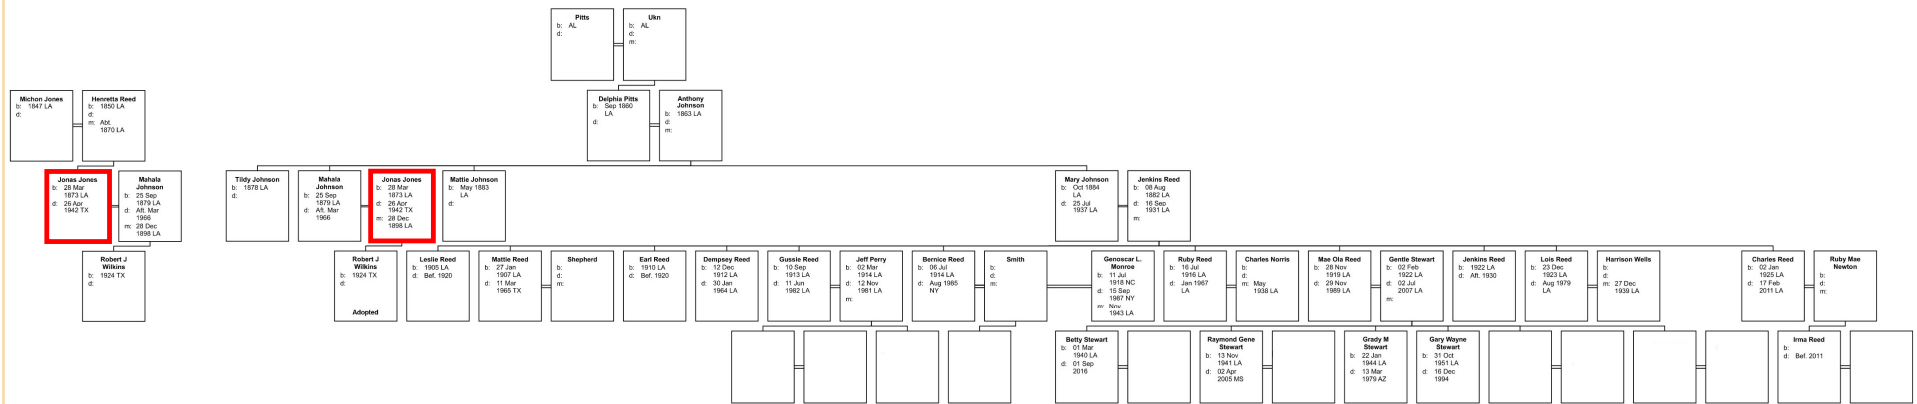 Pitts
b: AL
d:
Ukn
b: AL
d:
m:
Michon Jones
b: 1847 LA
d:
Henretta Reed
b: 1850 LA
d:
m: Abt.
1870 LA
Delphia Pitts
b: Sep 1860
LA
d:
Anthony
Johnson
b: 1863 LA
d:
m:
Jonas Jones
b: 28 Mar
1873 LA
d: 26 Apr
1942 TX
Mahala
Johnson
b: 25 Sep
1879 LA
d: Aft. Mar
1966
m: 28 Dec
1898 LA
Tildy Johnson
b: 1878 LA
d:
Mahala
Johnson
b: 25 Sep
1879 LA
d: Aft. Mar
1966
Jonas Jones
b: 28 Mar
1873 LA
d: 26 Apr
1942 TX
m: 28 Dec
1898 LA
Mattie Johnson
b: May 1883
LA
d:
Mary Johnson
b: Oct 1884
LA
d: 25 Jul
1937 LA
Jenkins Reed
b: 08 Aug
1882 LA
d: 16 Sep
1931 LA
m:
Robert J
Wilkins
b: 1924 TX
d:
Robert J
Wilkins
b: 1924 TX
d:
Adopted
Leslie Reed
b: 1905 LA
d: Bef. 1920
Mattie Reed
b: 27 Jan
1907 LA
d: 11 Mar
1965 TX
Shepherd
b:
d:
m:
Earl Reed
b: 1910 LA
d: Bef. 1920
Dempsey Reed
b: 12 Dec
1912 LA
d: 30 Jan
1964 LA
Gussie Reed
b: 10 Sep
1913 LA
d: 11 Jun
1982 LA
Jeff Perry
b: 02 Mar
1914 LA
d: 12 Nov
1981 LA
m:
Bernice Reed
b: 06 Jul
1914 LA
d: Aug 1985
NY
Smith
b:
d:
m:
Genoscar L.
Monroe
b: 11 Jul
1918 NC
d: 15 Sep
1987 NY
m: Nov
1943 LA
Ruby Reed
b: 16 Jul
1916 LA
d: Jan 1967
LA
Charles Norris
b:
d:
m: May
1938 LA
Mae Ola Reed
b: 28 Nov
1919 LA
d: 29 Nov
1989 LA
Gentle Stewart
b: 02 Feb
1922 LA
d: 02 Jul
2007 LA
m:
Jenkins Reed
b: 1922 LA
d: Aft. 1930
Lois Reed
b: 23 Dec
1923 LA
d: Aug 1979
LA
Harrison Wells
b:
d:
m: 27 Dec
1939 LA
Charles Reed
b: 02 Jan
1925 LA
d: 17 Feb
2011 LA
Ruby Mae
Newton
b:
d:
m:
Betty Stewart
b: 01 Mar
1940 LA
d: 01 Sep
2016
Raymond Gene
Stewart
b: 13 Nov
1941 LA
d: 02 Apr
2005 MS
Grady M
Stewart
b: 22 Jan
1944 LA
d: 13 Mar
1979 AZ
Gary Wayne
Stewart
b: 31 Oct
1951 LA
d: 16 Dec
1994
Irma Reed
b:
d: Bef. 2011